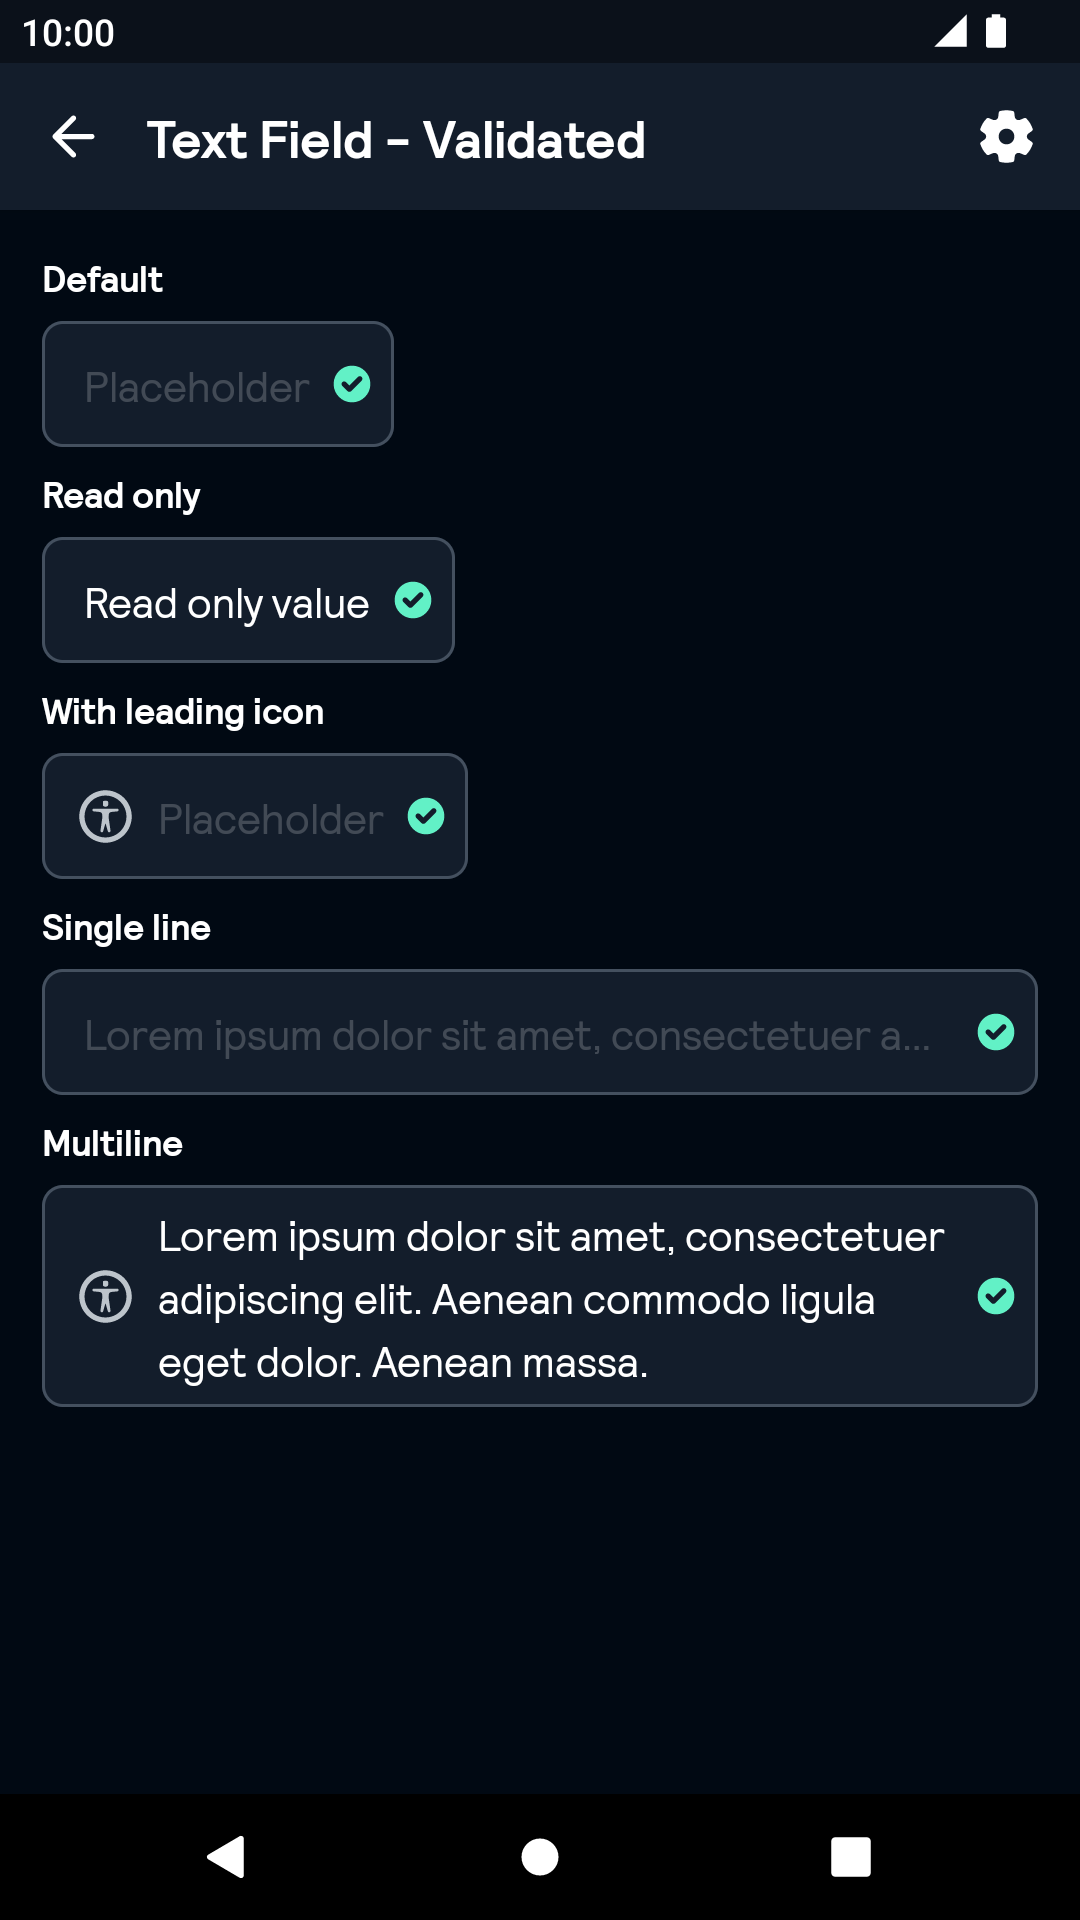 10:00
Text Field - Validated
Default
Placeholder
Read only
Read only value
With leading icon
Placeholder
Single line
Lorem ipsum dolor sit amet, consectetuer a...
Multiline
Lorem ipsum dolor sit amet, consectetuer
adipiscing elit. Aenean commodo ligula
eget dolor. Aenean massa.